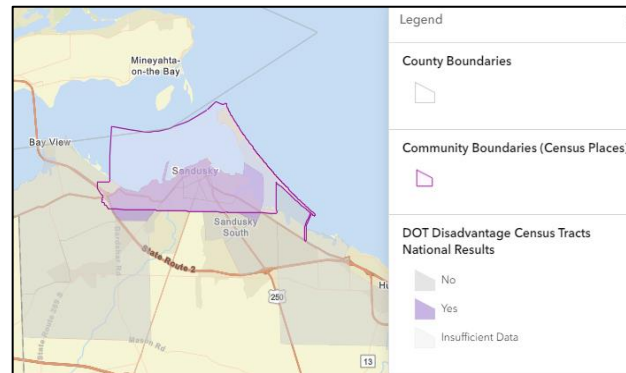 Mineyahta-
on-the Bay
Bay View
Sandusky
Sandusky
South
State Route 2
250
13
Legend
County Boundaries
Community Boundaries (Census Places)
DOT Disadvantage Census Tracts
National Results
No
Yes
Insufficient Data